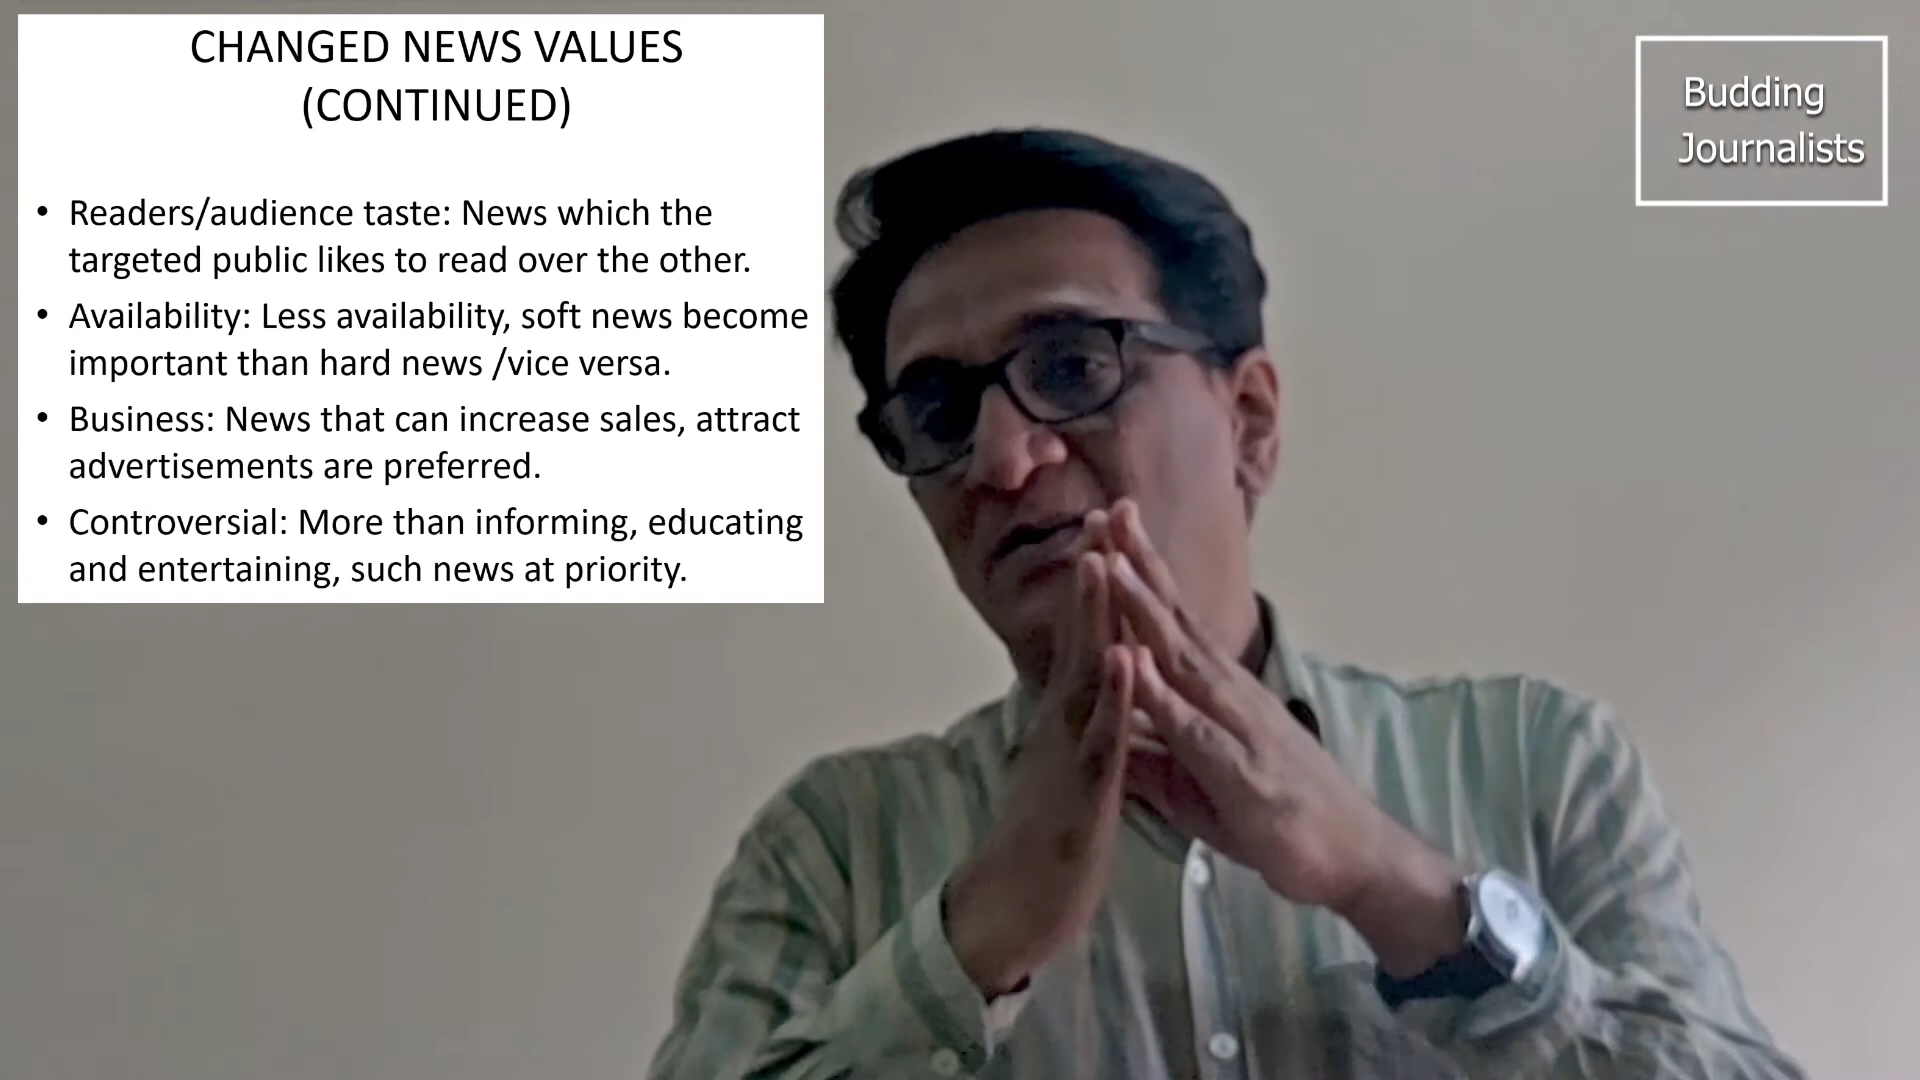 CHANGED NEWS VALUES
(CONTINUED)
• Readers/audience taste: News which the
targeted public likes to read over the other.
• Availability: Less availability, soft news become
important than hard news /vice versa.
• Business: News that can increase sales, attract
advertisements are preferred.
• Controversial: More than informing, educating
and entertaining, such news at priority.
Budding
Journalists